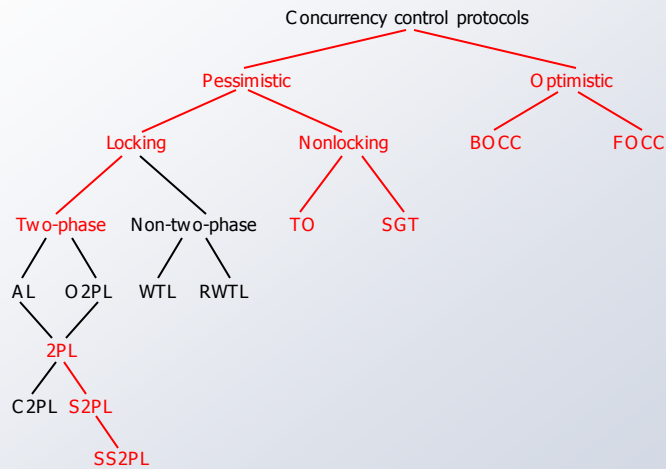 Concurrency control protocols
Pessimistic Optimistic
Locking Nonlocking BOCC FOCC
Two-phase Non-two-phase TO SGT
AL O2PL WTL RWTL
2PL
C2PL S2PL
SS2PL